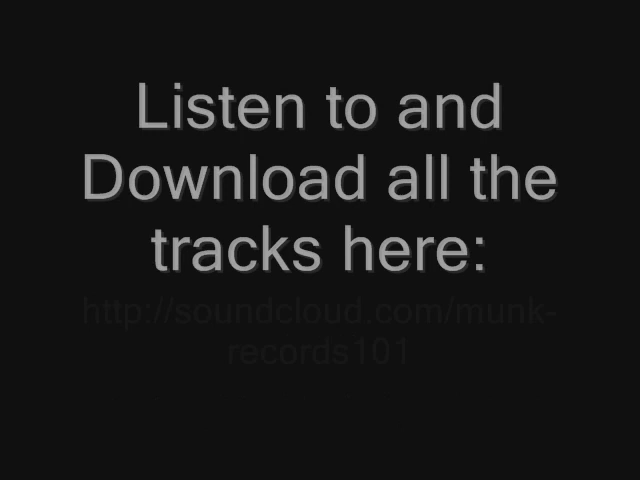 Listen to and
Download all the
tracks here:
http://soundcloud.com/munk-
records101